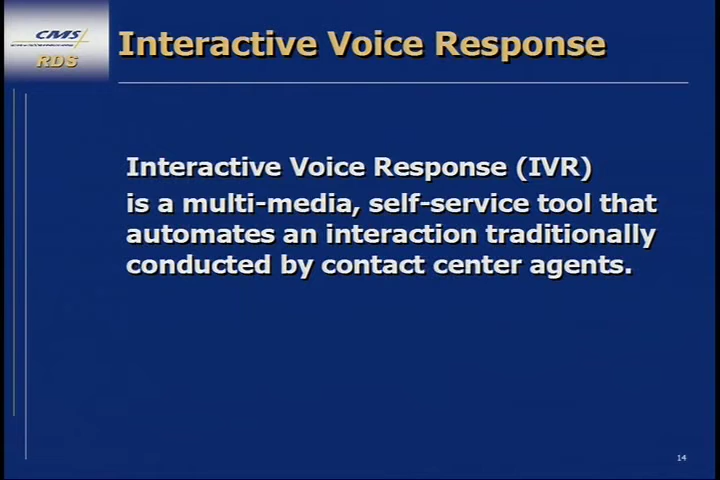 CMS
RDS
Interactive Voice Response
Interactive Voice Response (IVR)
is a multi-media, self-service tool that
automates an interaction traditionally
conducted by contact center agents.
14